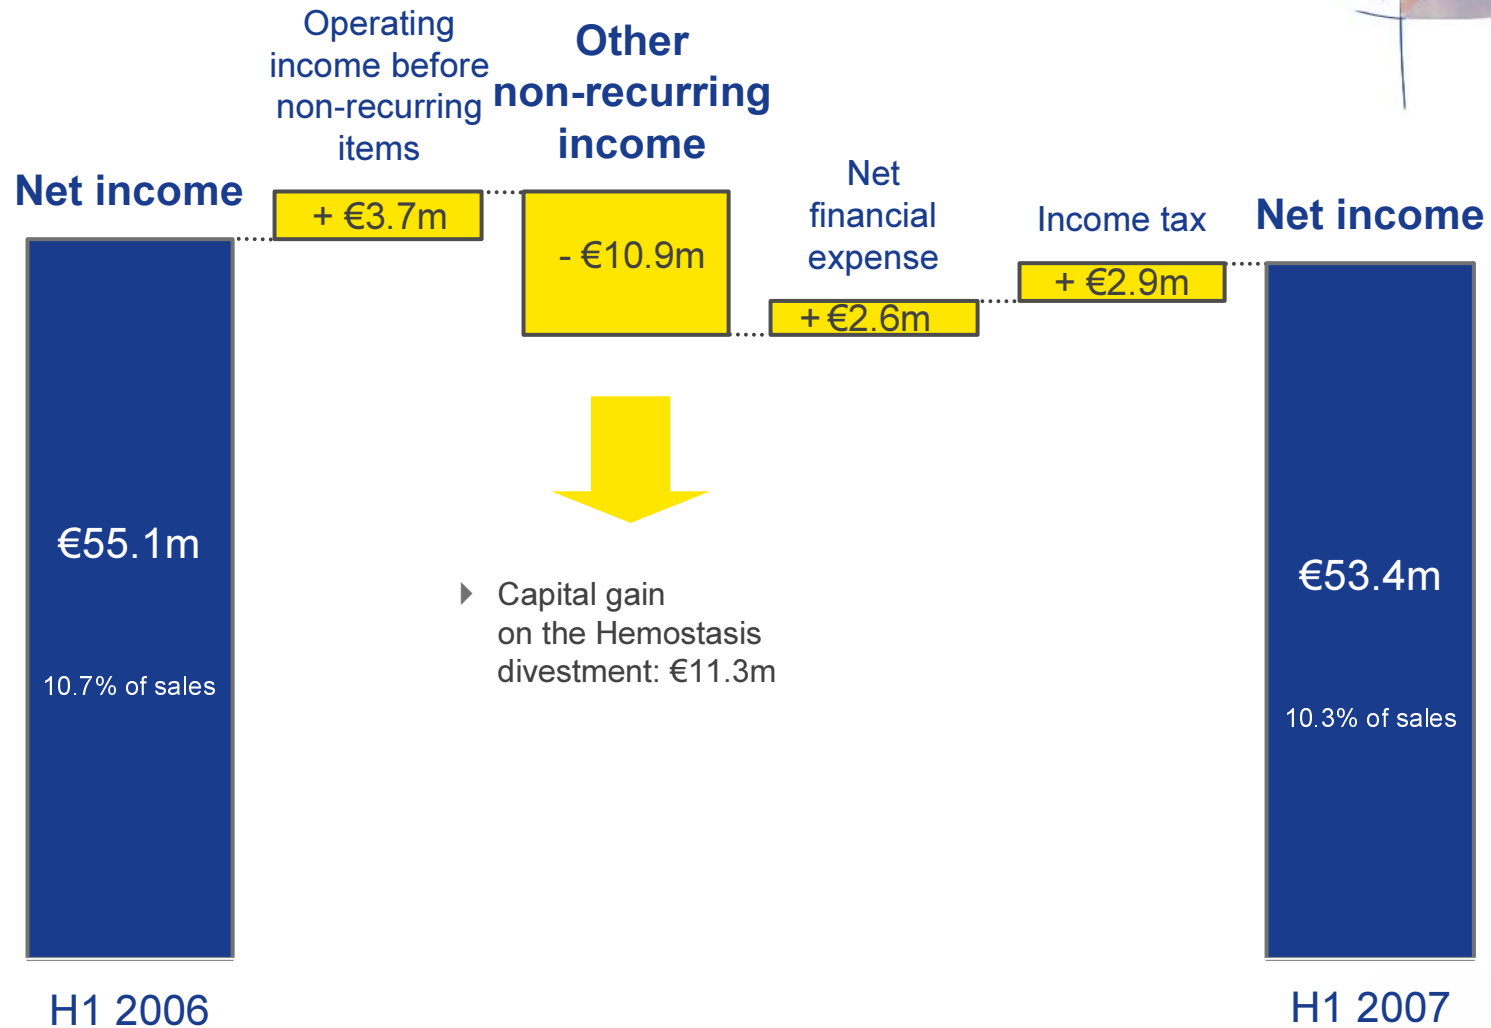 Net income
€55.1m
10.7% of sales
H1 2006
Operating
income before
non-recurring
items
+ €3.7m
Other
non-recurring
income
- €10.9m
Capital gain
on the Hemostasis
divestment: €11.3m
Net
financial
expense
+ €2.6m
Income tax
+ €2.9m
Net income
€53.4m
10.3% of sales
H1 2007